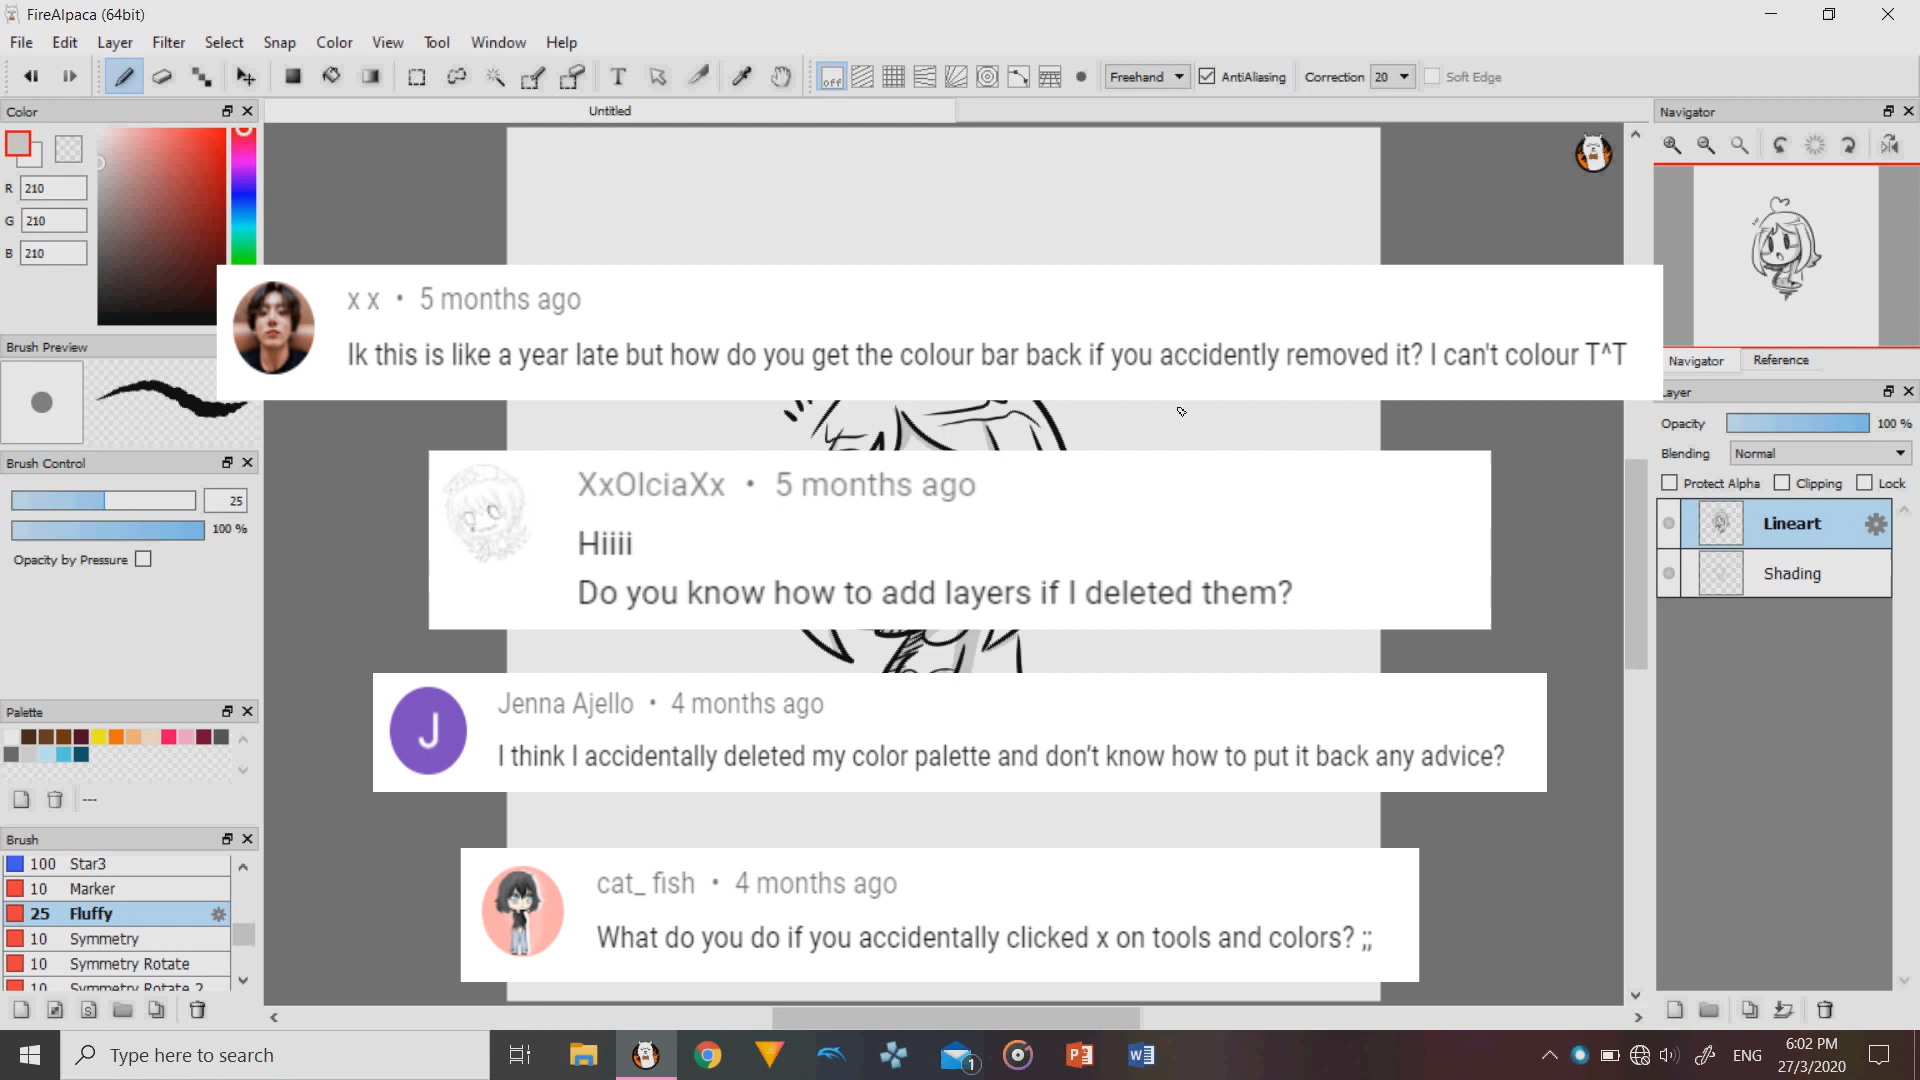 FireAlpaca (64bit)
File Edit Layer Filter Select Snap Color View Tool Window Help
off Freehand AntiAliasing Correction 20 Soft Edge
Color
Untitled
Navigator
R 210
G 210
B 210
x x • 5 months ago
Ik this is like a year late but how do you get the colour bar back if you accidently removed it? I can't colour T^T
Brush Preview
Navigator Reference
Layer
Opacity 100 %
Blending Normal
Protect Alpha Clipping Lock
Lineart
Shading
Brush Control
25
100 %
Opacity by Pressure
XxOlciaXx • 5 months ago
Hiiii
Do you know how to add layers if I deleted them?
Palette
---
Jenna Ajello • 4 months ago
I think I accidentally deleted my color palette and don't know how to put it back any advice?
Brush
100 Star3
10 Marker
25 Fluffy
10 Symmetry
10 Symmetry Rotate
10 Symmetry Rotate 2
cat_ fish • 4 months ago
What do you do if you accidentally clicked x on tools and colors? ;;
Type here to search
1
ENG
6:02 PM
27/3/2020